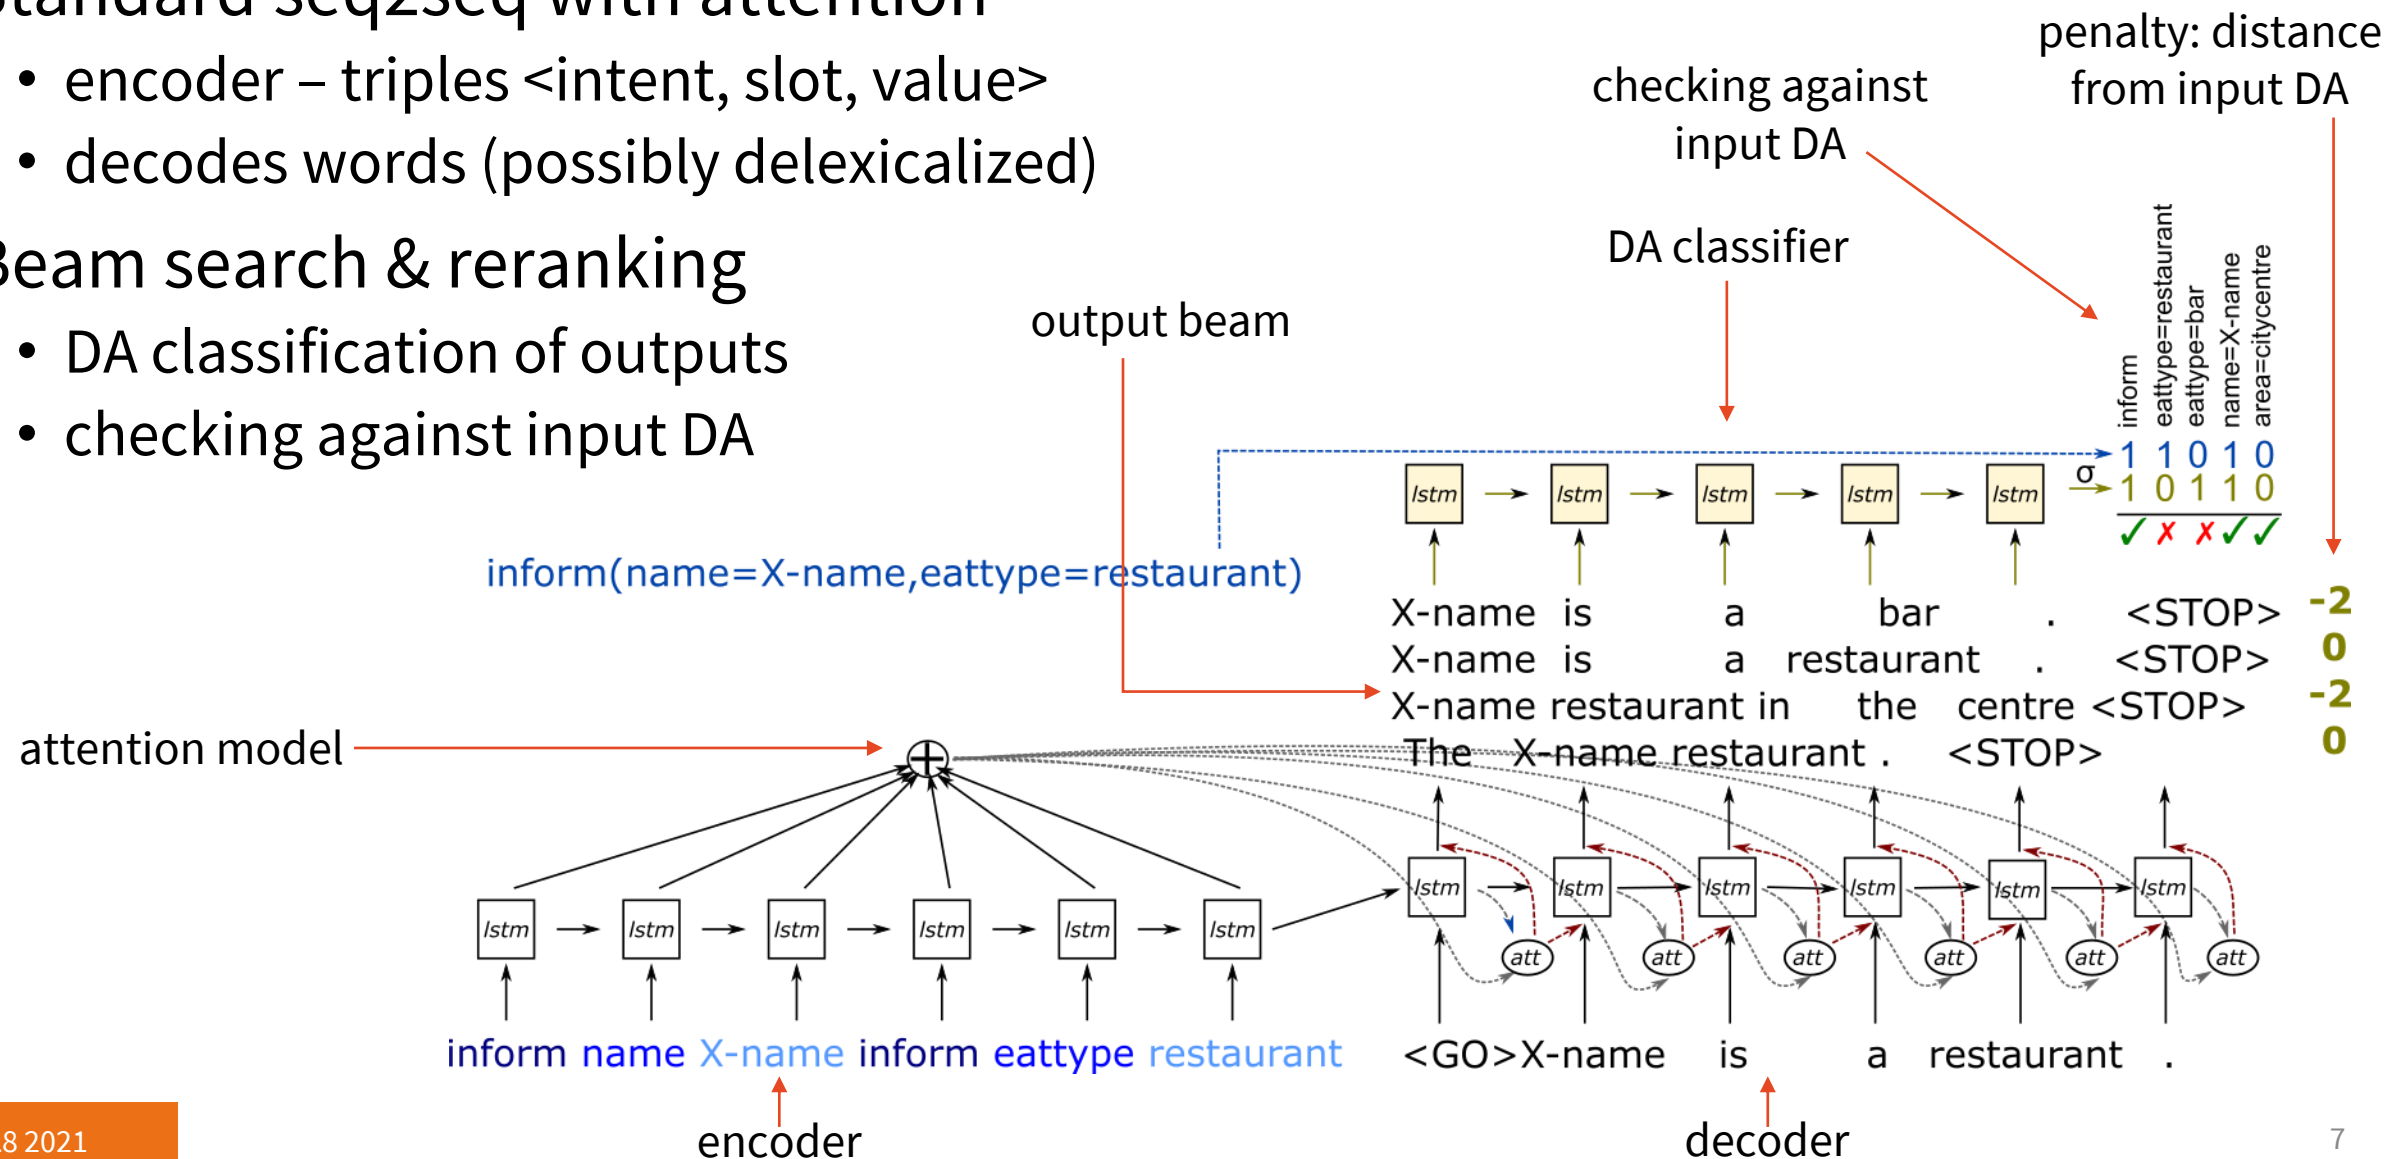 standard seq2seq with attention
• encoder – triples <intent, slot, value>
• decodes words (possibly delexicalized)
Beam search & reranking
• DA classification of outputs
• checking against input DA
penalty: distance
from input DA
checking against
input DA
DA classifier
output beam
inform
eattype=restaurant
eattype=bar
name=X-name
area=citycentre
1 1 0 1 0
σ
1 0 1 1 0
✓ ✗ ✗ ✓ ✓
lstm lstm lstm lstm lstm
inform(name=X-name,eattype=restaurant)
X-name is a bar . <STOP> -2
X-name is a restaurant . <STOP> 0
X-name restaurant in the centre <STOP> -2
The X-name restaurant . <STOP> 0
attention model
lstm lstm lstm lstm lstm lstm
lstm lstm lstm lstm lstm lstm
att att att att att att
inform name X-name inform eattype restaurant
<GO> X-name is a restaurant .
encoder
decoder
8 2021
7